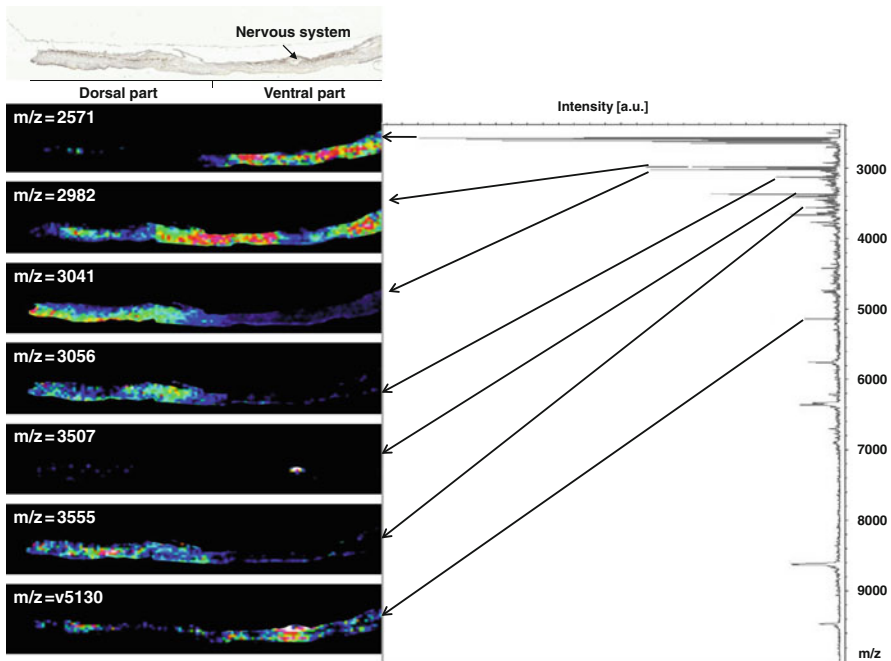 Nervous system
Dorsal part
Ventral part
m/z=2571
m/z=2982
m/z=3041
m/z=3056
m/z=3507
m/z=3555
m/z=v5130
Intensity [a.u.]
3000
4000
5000
6000
7000
8000
9000
m/z